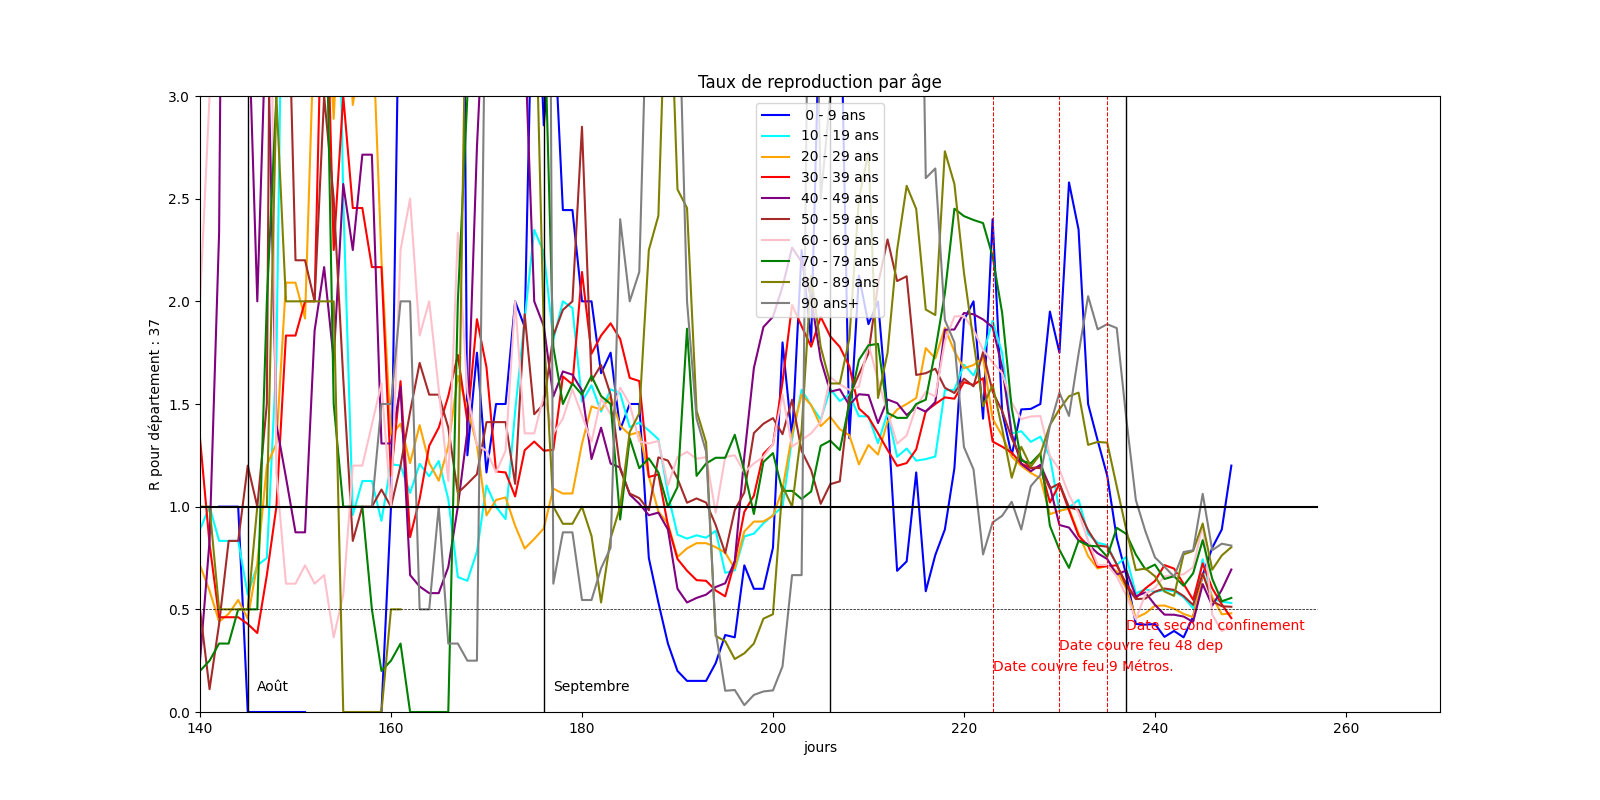 Taux de reproduction par âge
R pour département : 37
3.0
2.5
2.0
1.5
1.0
0.5
0.0
0 - 9 ans
10 - 19 ans
20 - 29 ans
30 - 39 ans
40 - 49 ans
50 - 59 ans
60 - 69 ans
70 - 79 ans
80 - 89 ans
90 ans+
Date second confinement
Date couvre feu 48 dep
Date couvre feu 9 Métros.
Août
Septembre
140
160
180
200
220
240
260
jours